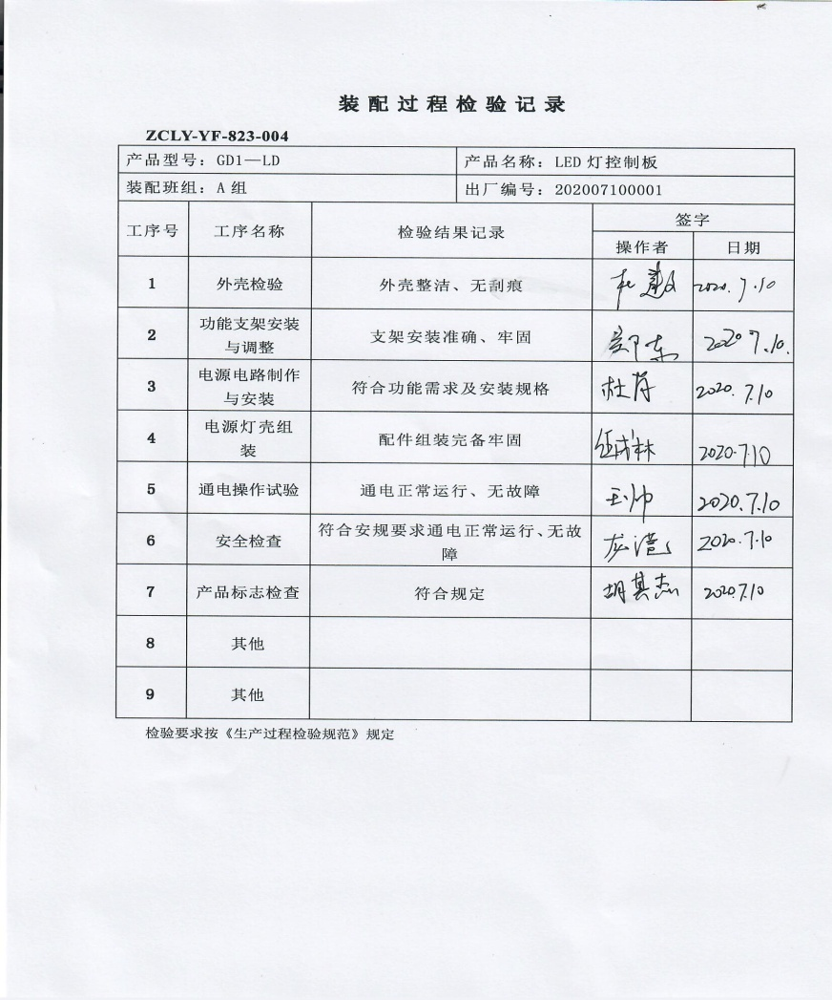 装配过程检验记录
ZCLY-YF-823-004
产品型号：GD1—LD 产品名称：LED 灯控制板
装配班组：A 组 出厂编号：202007100001
工序号 工序名称 检验结果记录 签字
操作者 日期
1 外壳检验 外壳整洁、无刮痕 2020.7.10
2 功能支架安装
与调整 支架安装准确、牢固 2020 7.10.
3 电源电路制作
与安装 符合功能需求及安装规格 2020.7.10
4 电源灯壳组
装 配件组装完备牢固 2020.7.10
5 通电操作试验 通电正常运行、无故障 王帅 2020.7.10
6 安全检查 符合安规要求通电正常运行、无故
障 龙港 2020.7.10
7 产品标志检查 符合规定 胡其杰 2020.7.10
8 其他
9 其他
检验要求按《生产过程检验规范》规定